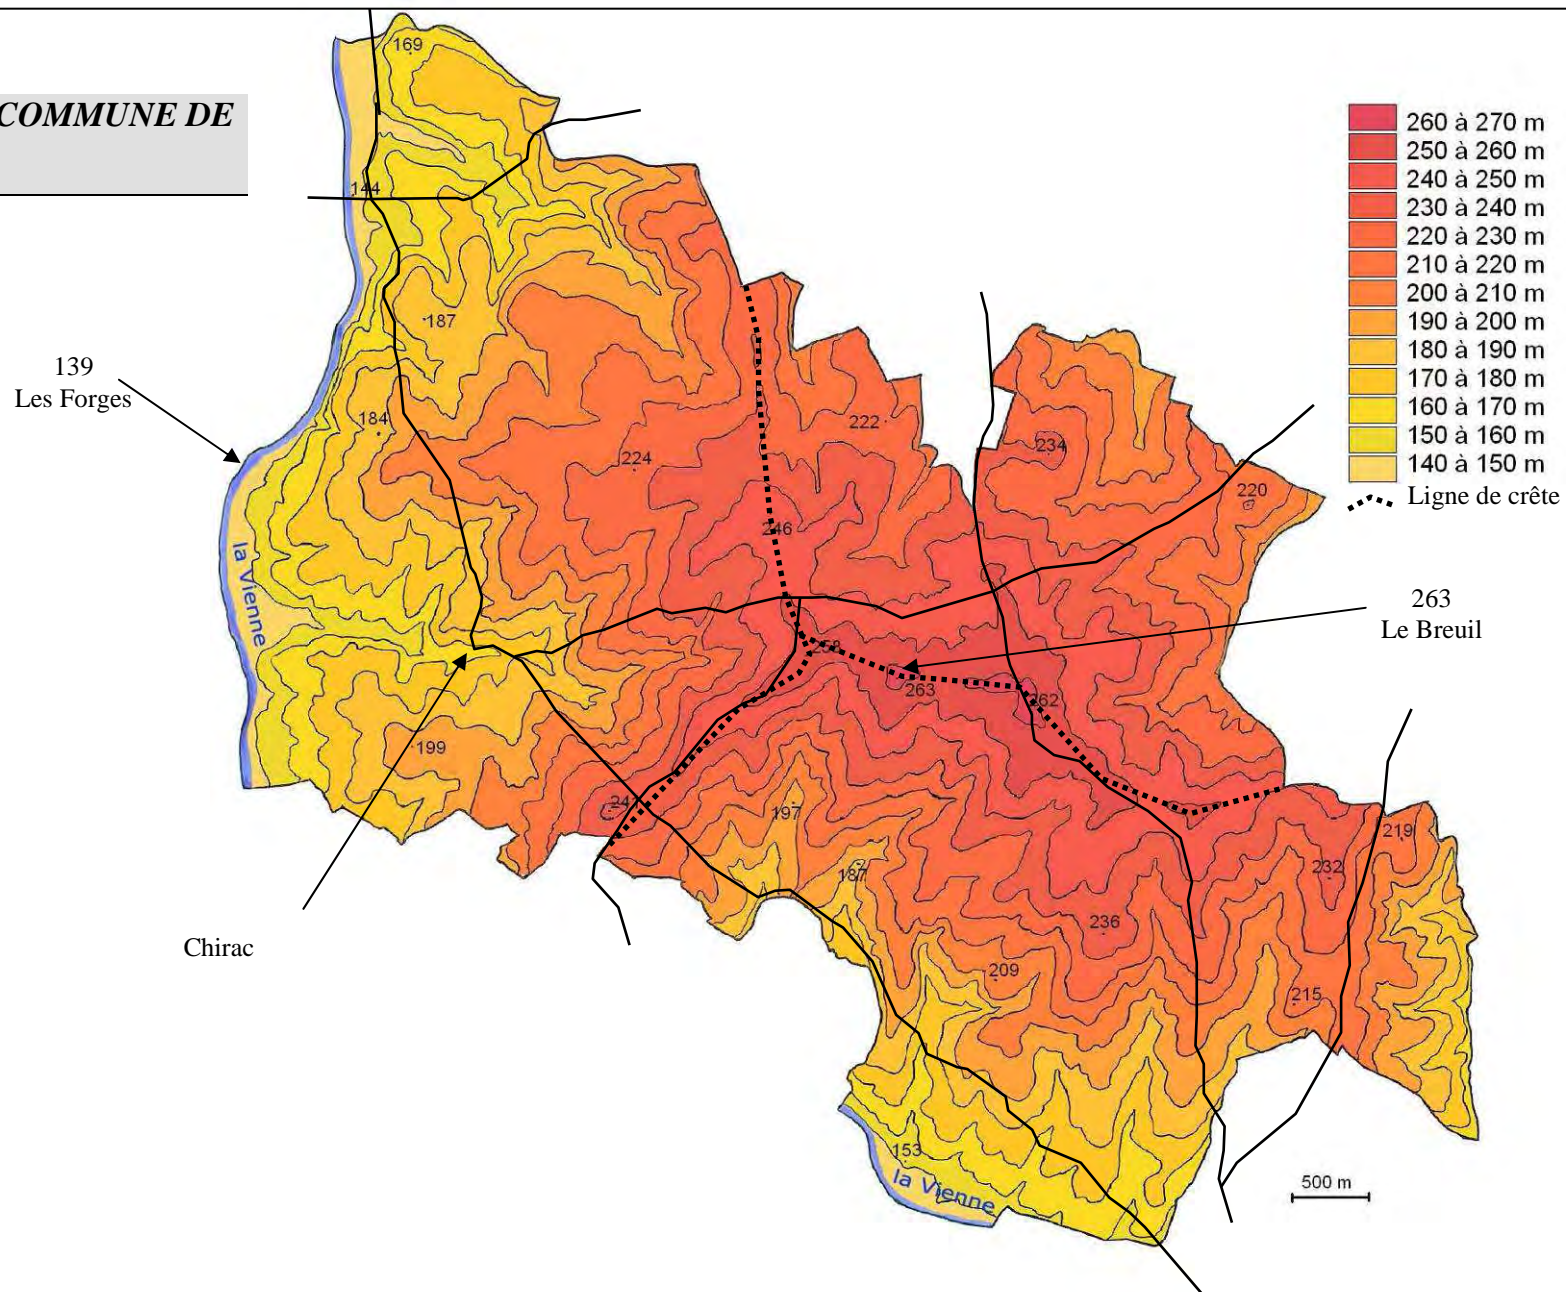 COMMUNE DE
169
144
187
184
224
222
234
220
246
258
263
262
199
247
197
187
236
209
232
219
215
153
la Vienne
la Vienne
139
Les Forges
263
Le Breuil
Chirac
260 à 270 m
250 à 260 m
240 à 250 m
230 à 240 m
220 à 230 m
210 à 220 m
200 à 210 m
190 à 200 m
180 à 190 m
170 à 180 m
160 à 170 m
150 à 160 m
140 à 150 m
Ligne de crête
500 m